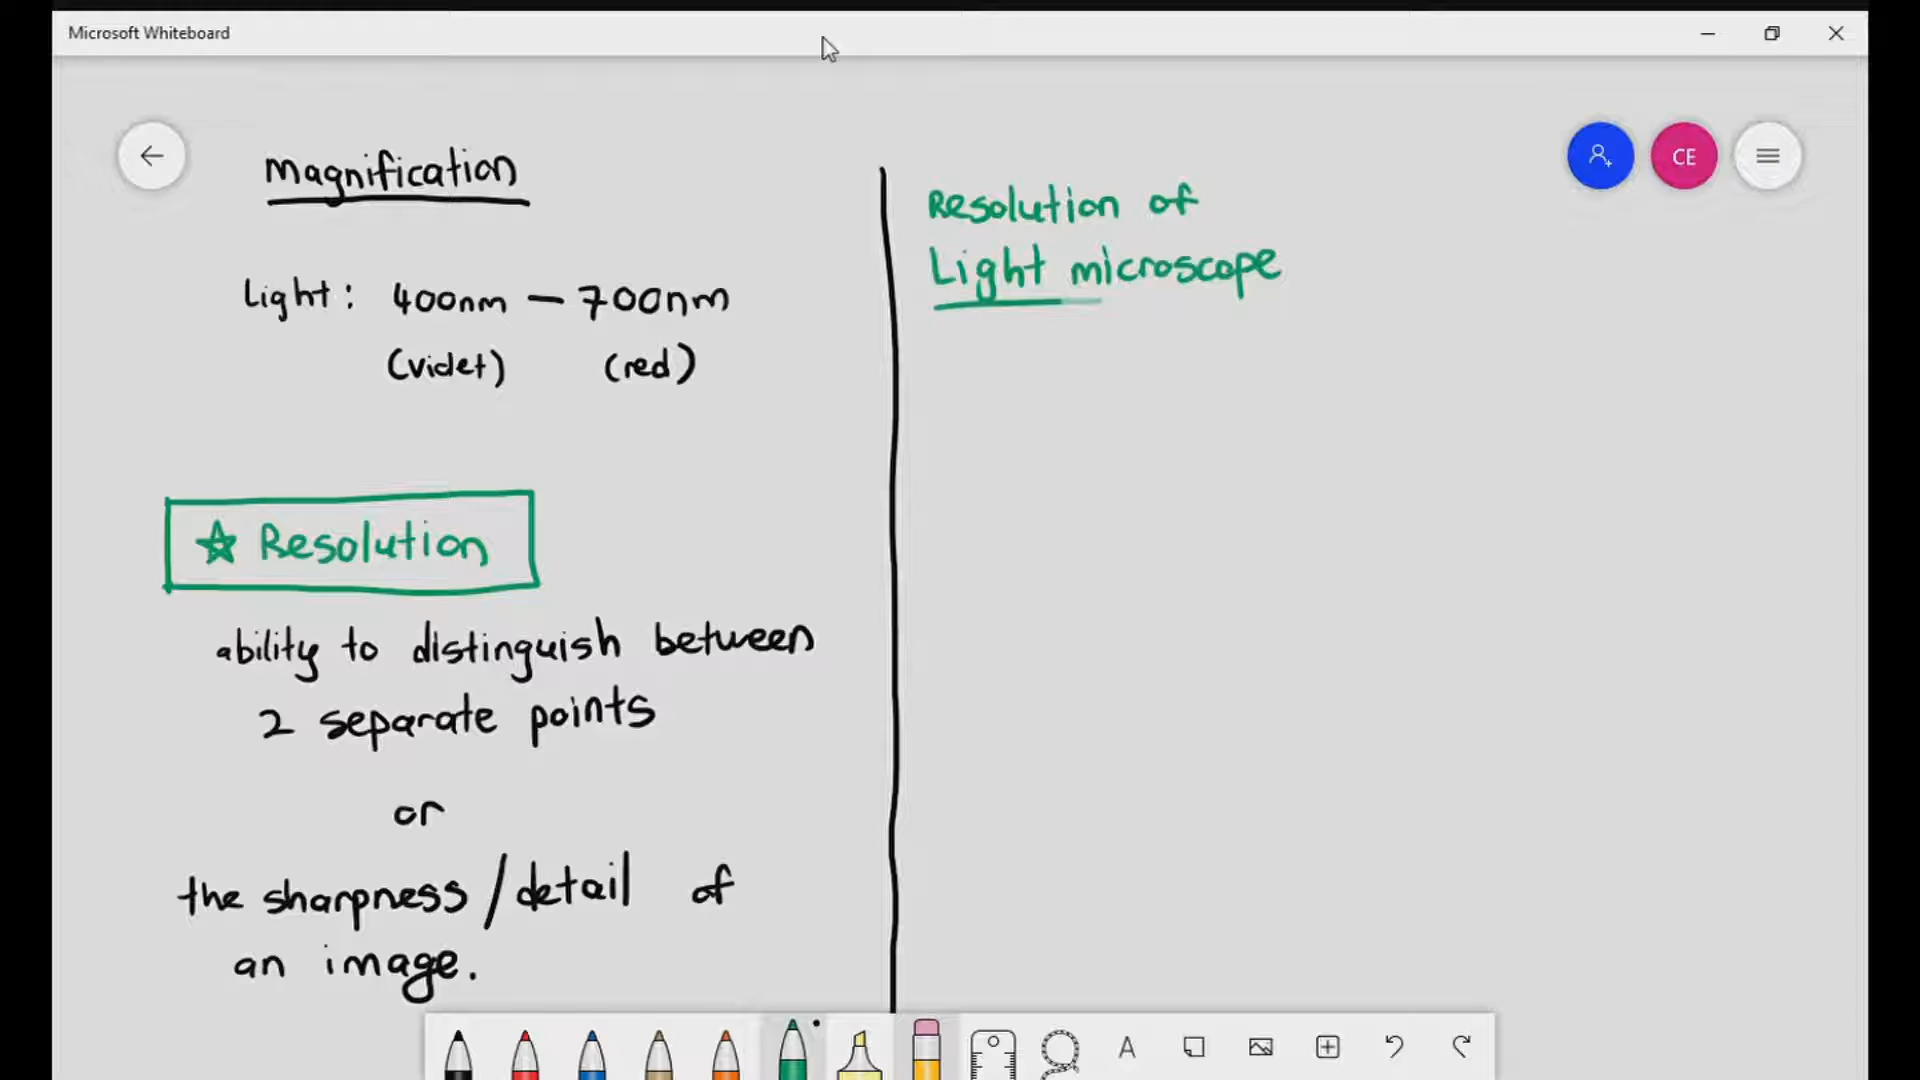 Microsoft Whiteboard
CE
Magnification
Light: 400nm — 700nm
(violet) (red)
☆ Resolution
ability to distinguish between
2 separate points
or
the sharpness / detail of
an image.
Resolution of
Light microscope
A